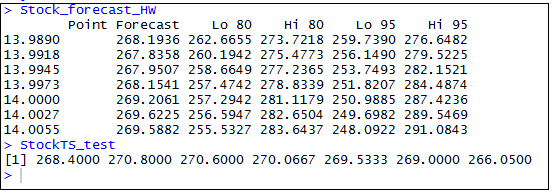 > Stock_forecast_HW
Point Forecast Lo 80 Hi 80 Lo 95 Hi 95
13.9890 268.1936 262.6655 273.7218 259.7390 276.6482
13.9918 267.8358 260.1942 275.4773 256.1490 279.5225
13.9945 267.9507 258.6649 277.2365 253.7493 282.1521
13.9973 268.1541 257.4742 278.8339 251.8207 284.4874
14.0000 269.2061 257.2942 281.1179 250.9885 287.4236
14.0027 269.6225 256.5947 282.6504 249.6982 289.5469
14.0055 269.5882 255.5327 283.6437 248.0922 291.0843
> StockTS_test
[1] 268.4000 270.8000 270.6000 270.0667 269.5333 269.0000 266.0500
>